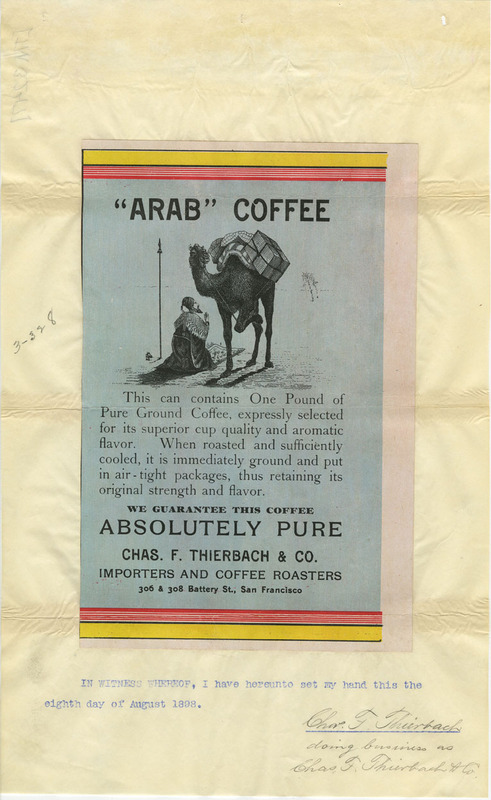 3-328
"ARAB" COFFEE
This can contains One Pound of
Pure Ground Coffee, expressly selected
for its superior cup quality and aromatic
flavor. When roasted and sufficiently
cooled, it is immediately ground and put
in air-tight packages, thus retaining its
original strength and flavor.
WE GUARANTEE THIS COFFEE
ABSOLUTELY PURE
CHAS. F. THIERBACH & CO.
IMPORTERS AND COFFEE ROASTERS
306 & 308 Battery St., San Francisco
IN WITNESS WHEREOF, I have hereunto set my hand this the
eighth day of August 1898.
Chas. F. Thierbach
doing business as
Chas. F. Thierbach & Co.